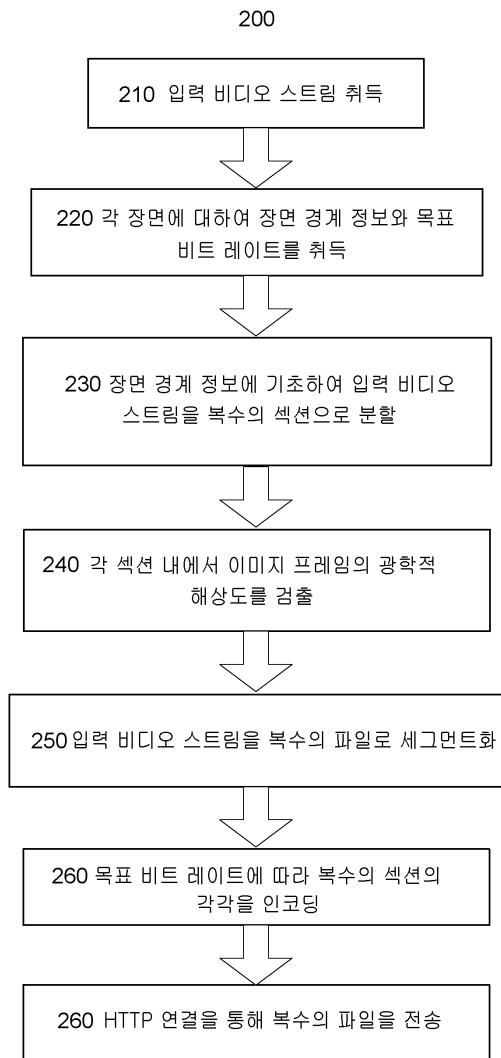 200
210 입력 비디오 스트림 취득
220 각 장면에 대하여 장면 경계 정보와 목표
비트 레이트를 취득
230 장면 경계 정보에 기초하여 입력 비디오
스트림을 복수의 섹션으로 분할
240 각 섹션 내에서 이미지 프레임의 광학적
해상도를 검출
250 입력 비디오 스트림을 복수의 파일로 세그먼트화
260 목표 비트 레이트에 따라 복수의 섹션의
각각을 인코딩
260 HTTP 연결을 통해 복수의 파일을 전송